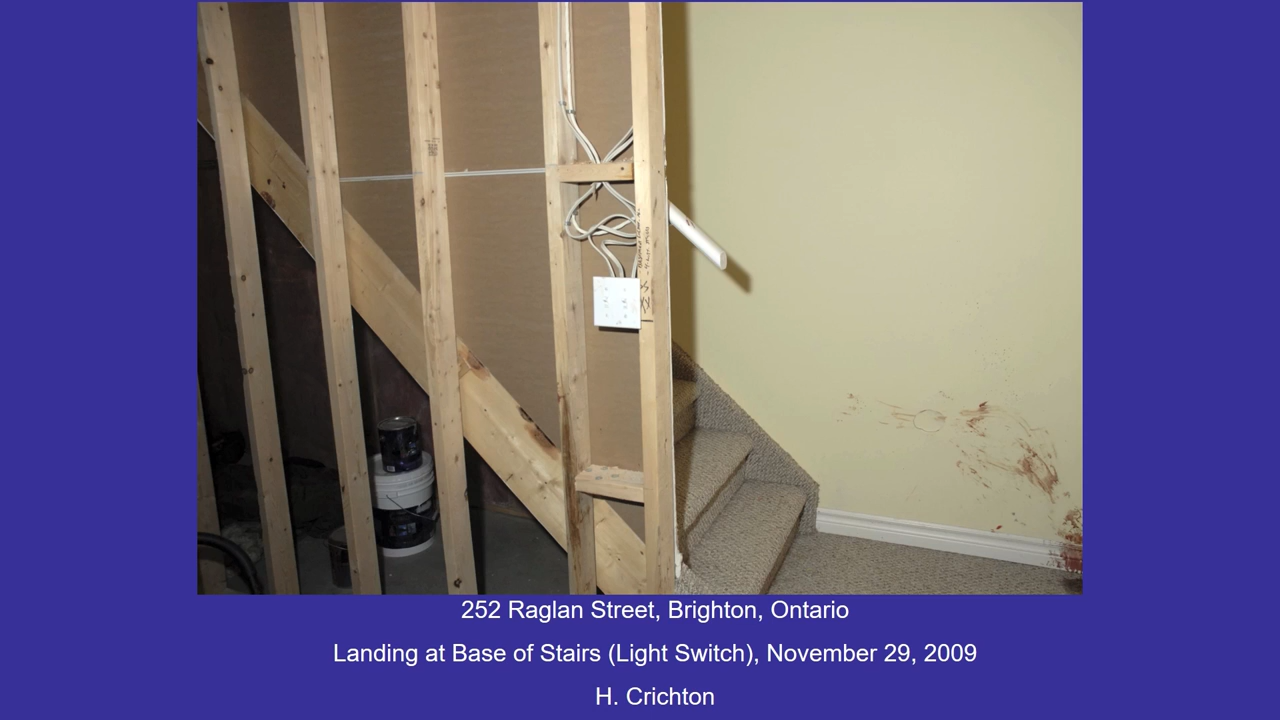 252 Raglan Street, Brighton, Ontario
Landing at Base of Stairs (Light Switch), November 29, 2009
H. Crichton